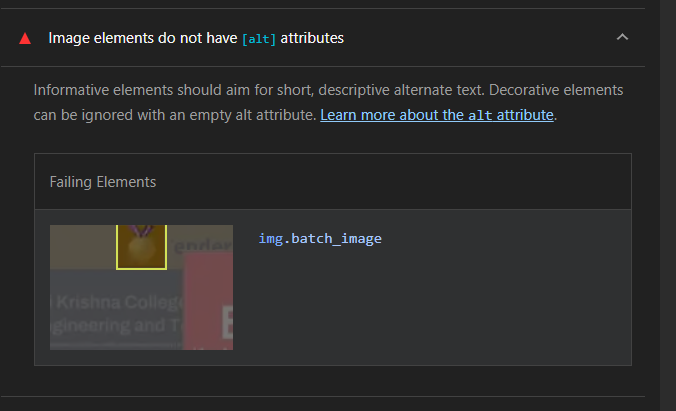 Image elements do not have [alt] attributes
Informative elements should aim for short, descriptive alternate text. Decorative elements
can be ignored with an empty alt attribute. Learn more about the alt attribute.
Failing Elements
img.batch_image
ender
Krishna College
gineering and T